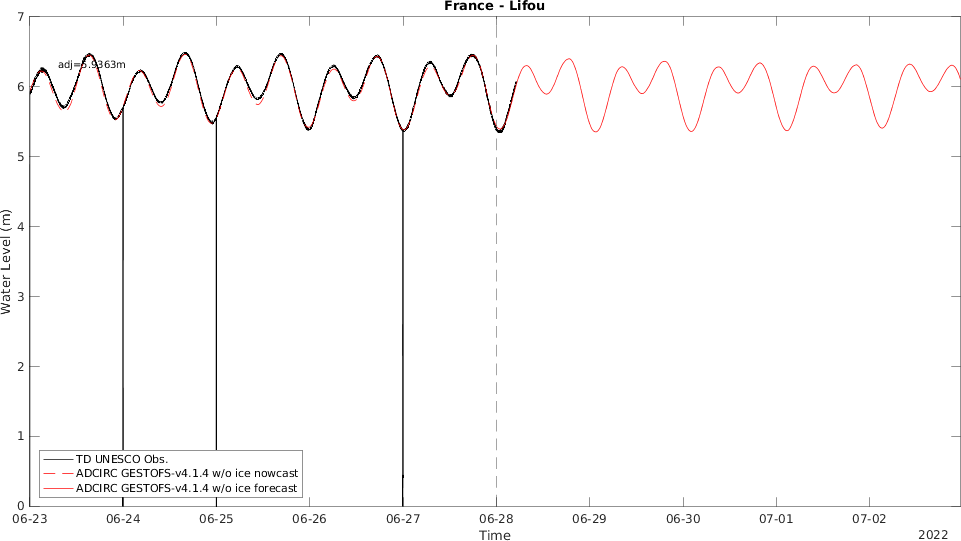 France - Lifou
7
6
5
4
3
2
1
0
Water Level (m)
adj=5.9363m
TD UNESCO Obs.
ADCIRC GESTOFS-v4.1.4 w/o ice nowcast
ADCIRC GESTOFS-v4.1.4 w/o ice forecast
06-23 06-24 06-25 06-26 06-27 06-28 06-29 06-30 07-01 07-02
Time
2022